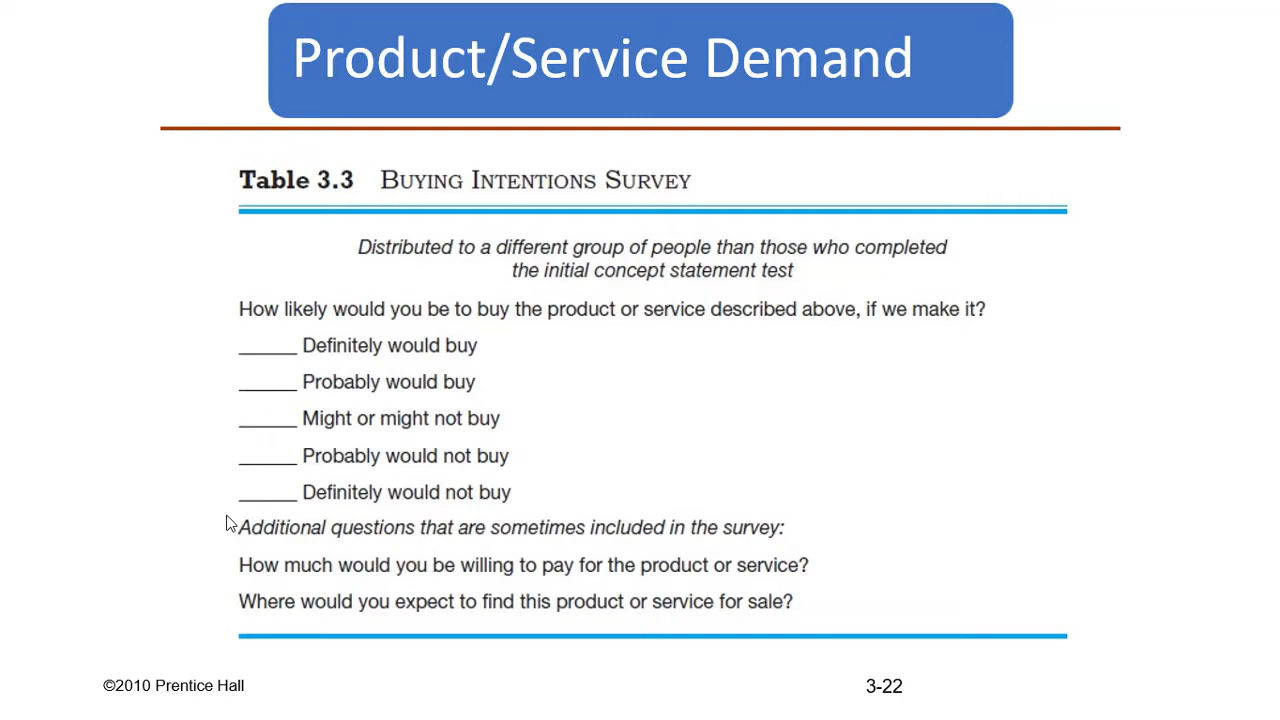 Product/Service Demand
Table 3.3 BUYING INTENTIONS SURVEY
Distributed to a different group of people than those who completed
the initial concept statement test
How likely would you be to buy the product or service described above, if we make it?
______ Definitely would buy
______ Probably would buy
______ Might or might not buy
______ Probably would not buy
______ Definitely would not buy
Additional questions that are sometimes included in the survey:
How much would you be willing to pay for the product or service?
Where would you expect to find this product or service for sale?
©2010 Prentice Hall
3-22